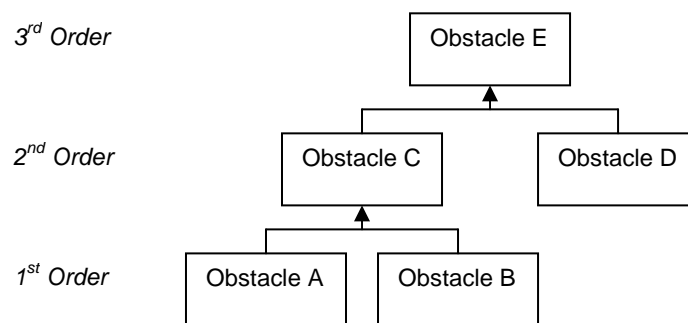 3rd Order
Obstacle E
2nd Order
Obstacle C
Obstacle D
1st Order
Obstacle A
Obstacle B